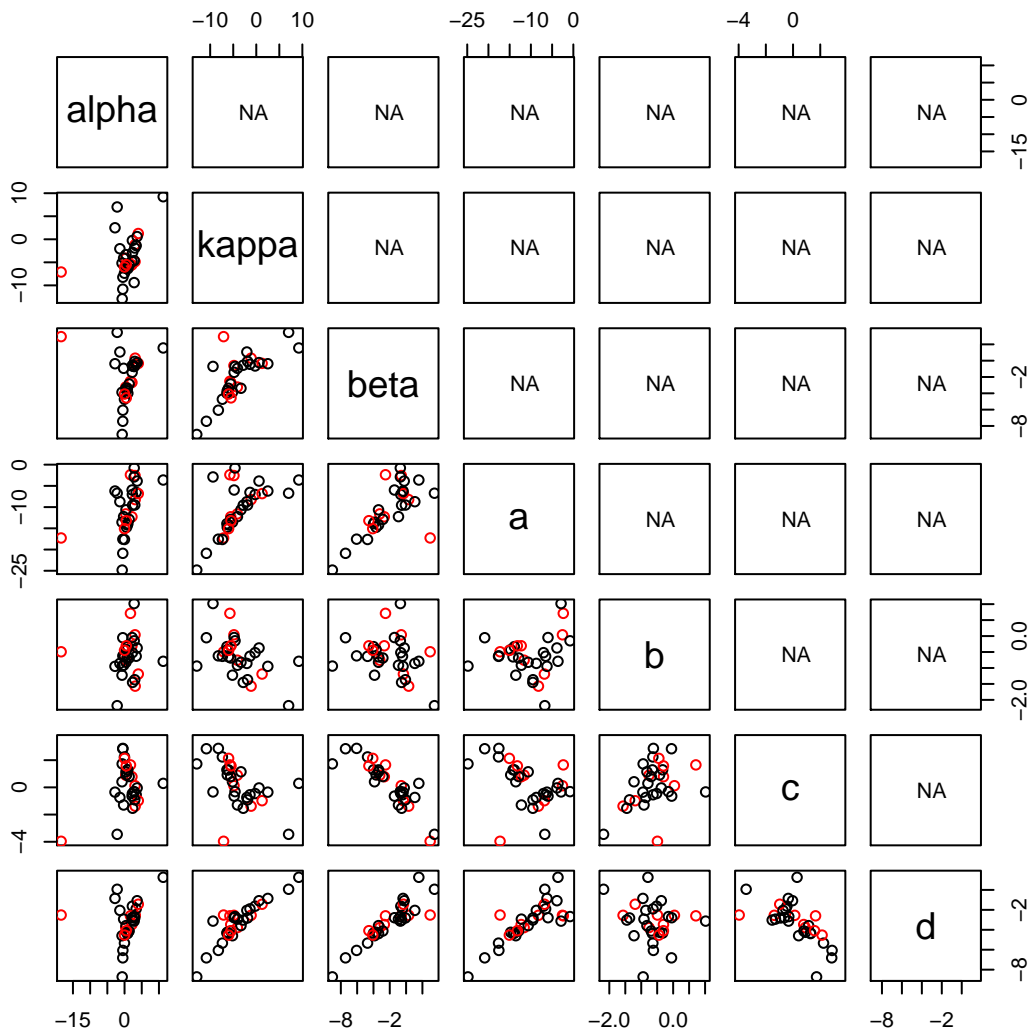 −10 0 10 −25 −10 0 −4 0
alpha NA NA NA NA NA NA 0 −15
10 0 −10 kappa NA NA NA NA NA
beta NA NA NA NA −2 −8
0 −10 −25 a NA NA NA
b NA NA 0.0 −2.0
0 −4 c NA
d −2 −8
−15 0 −8 −2 −2.0 0.0 −8 −2